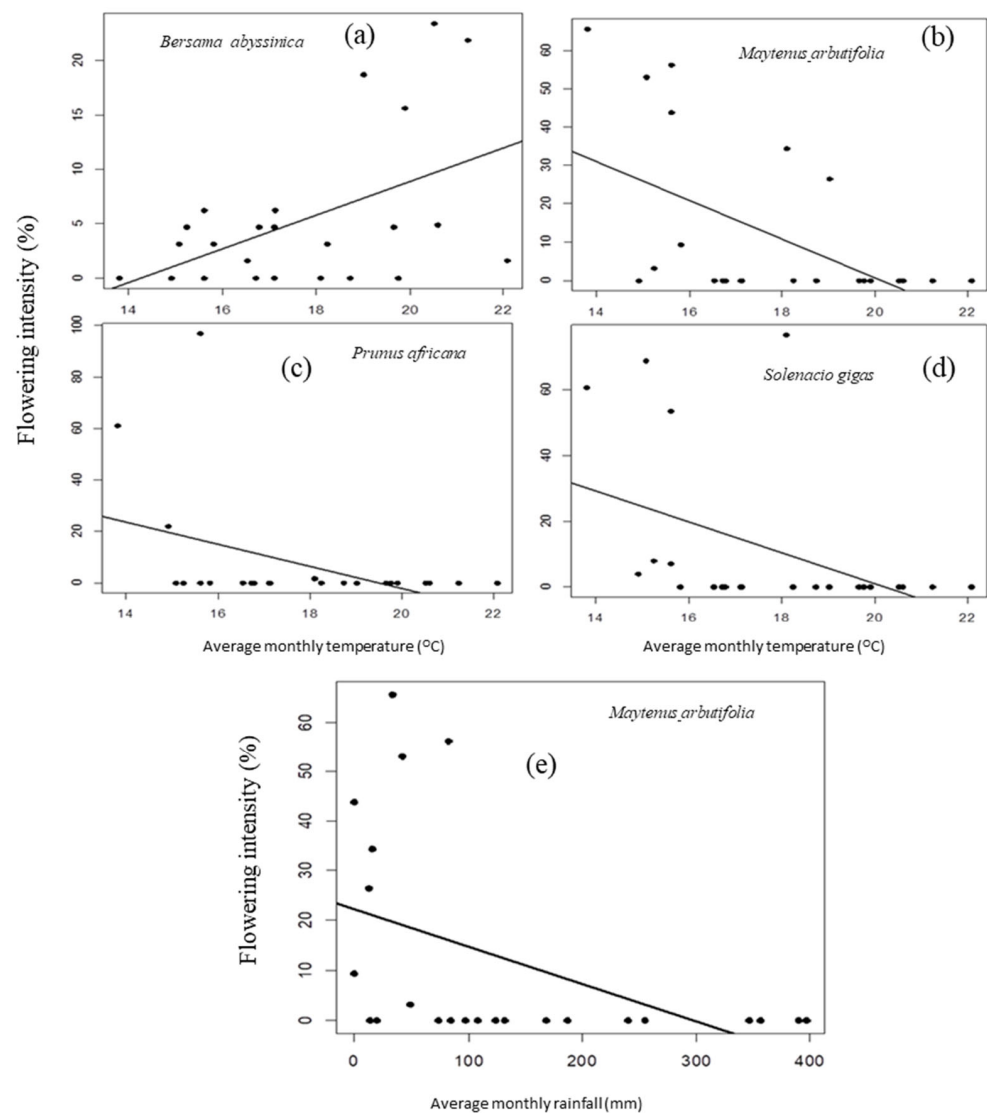 Bersama abyssinica (a)
20
15
10
5
0
14 16 18 20 22
Maytenus arbutifolia (b)
60
50
40
30
20
10
0
14 16 18 20 22
Flowering intensity (%)
Prunus africana
(c)
100
80
60
40
20
0
14 16 18 20 22
Average monthly temperature (OC)
Solenacio gigas (d)
60
40
20
0
14 16 18 20 22
Average monthly temperature (OC)
Maytenus arbutifolia
(e)
Flowering intensity (%)
60
50
40
30
20
10
0
0 100 200 300 400
Average monthly rainfall (mm)